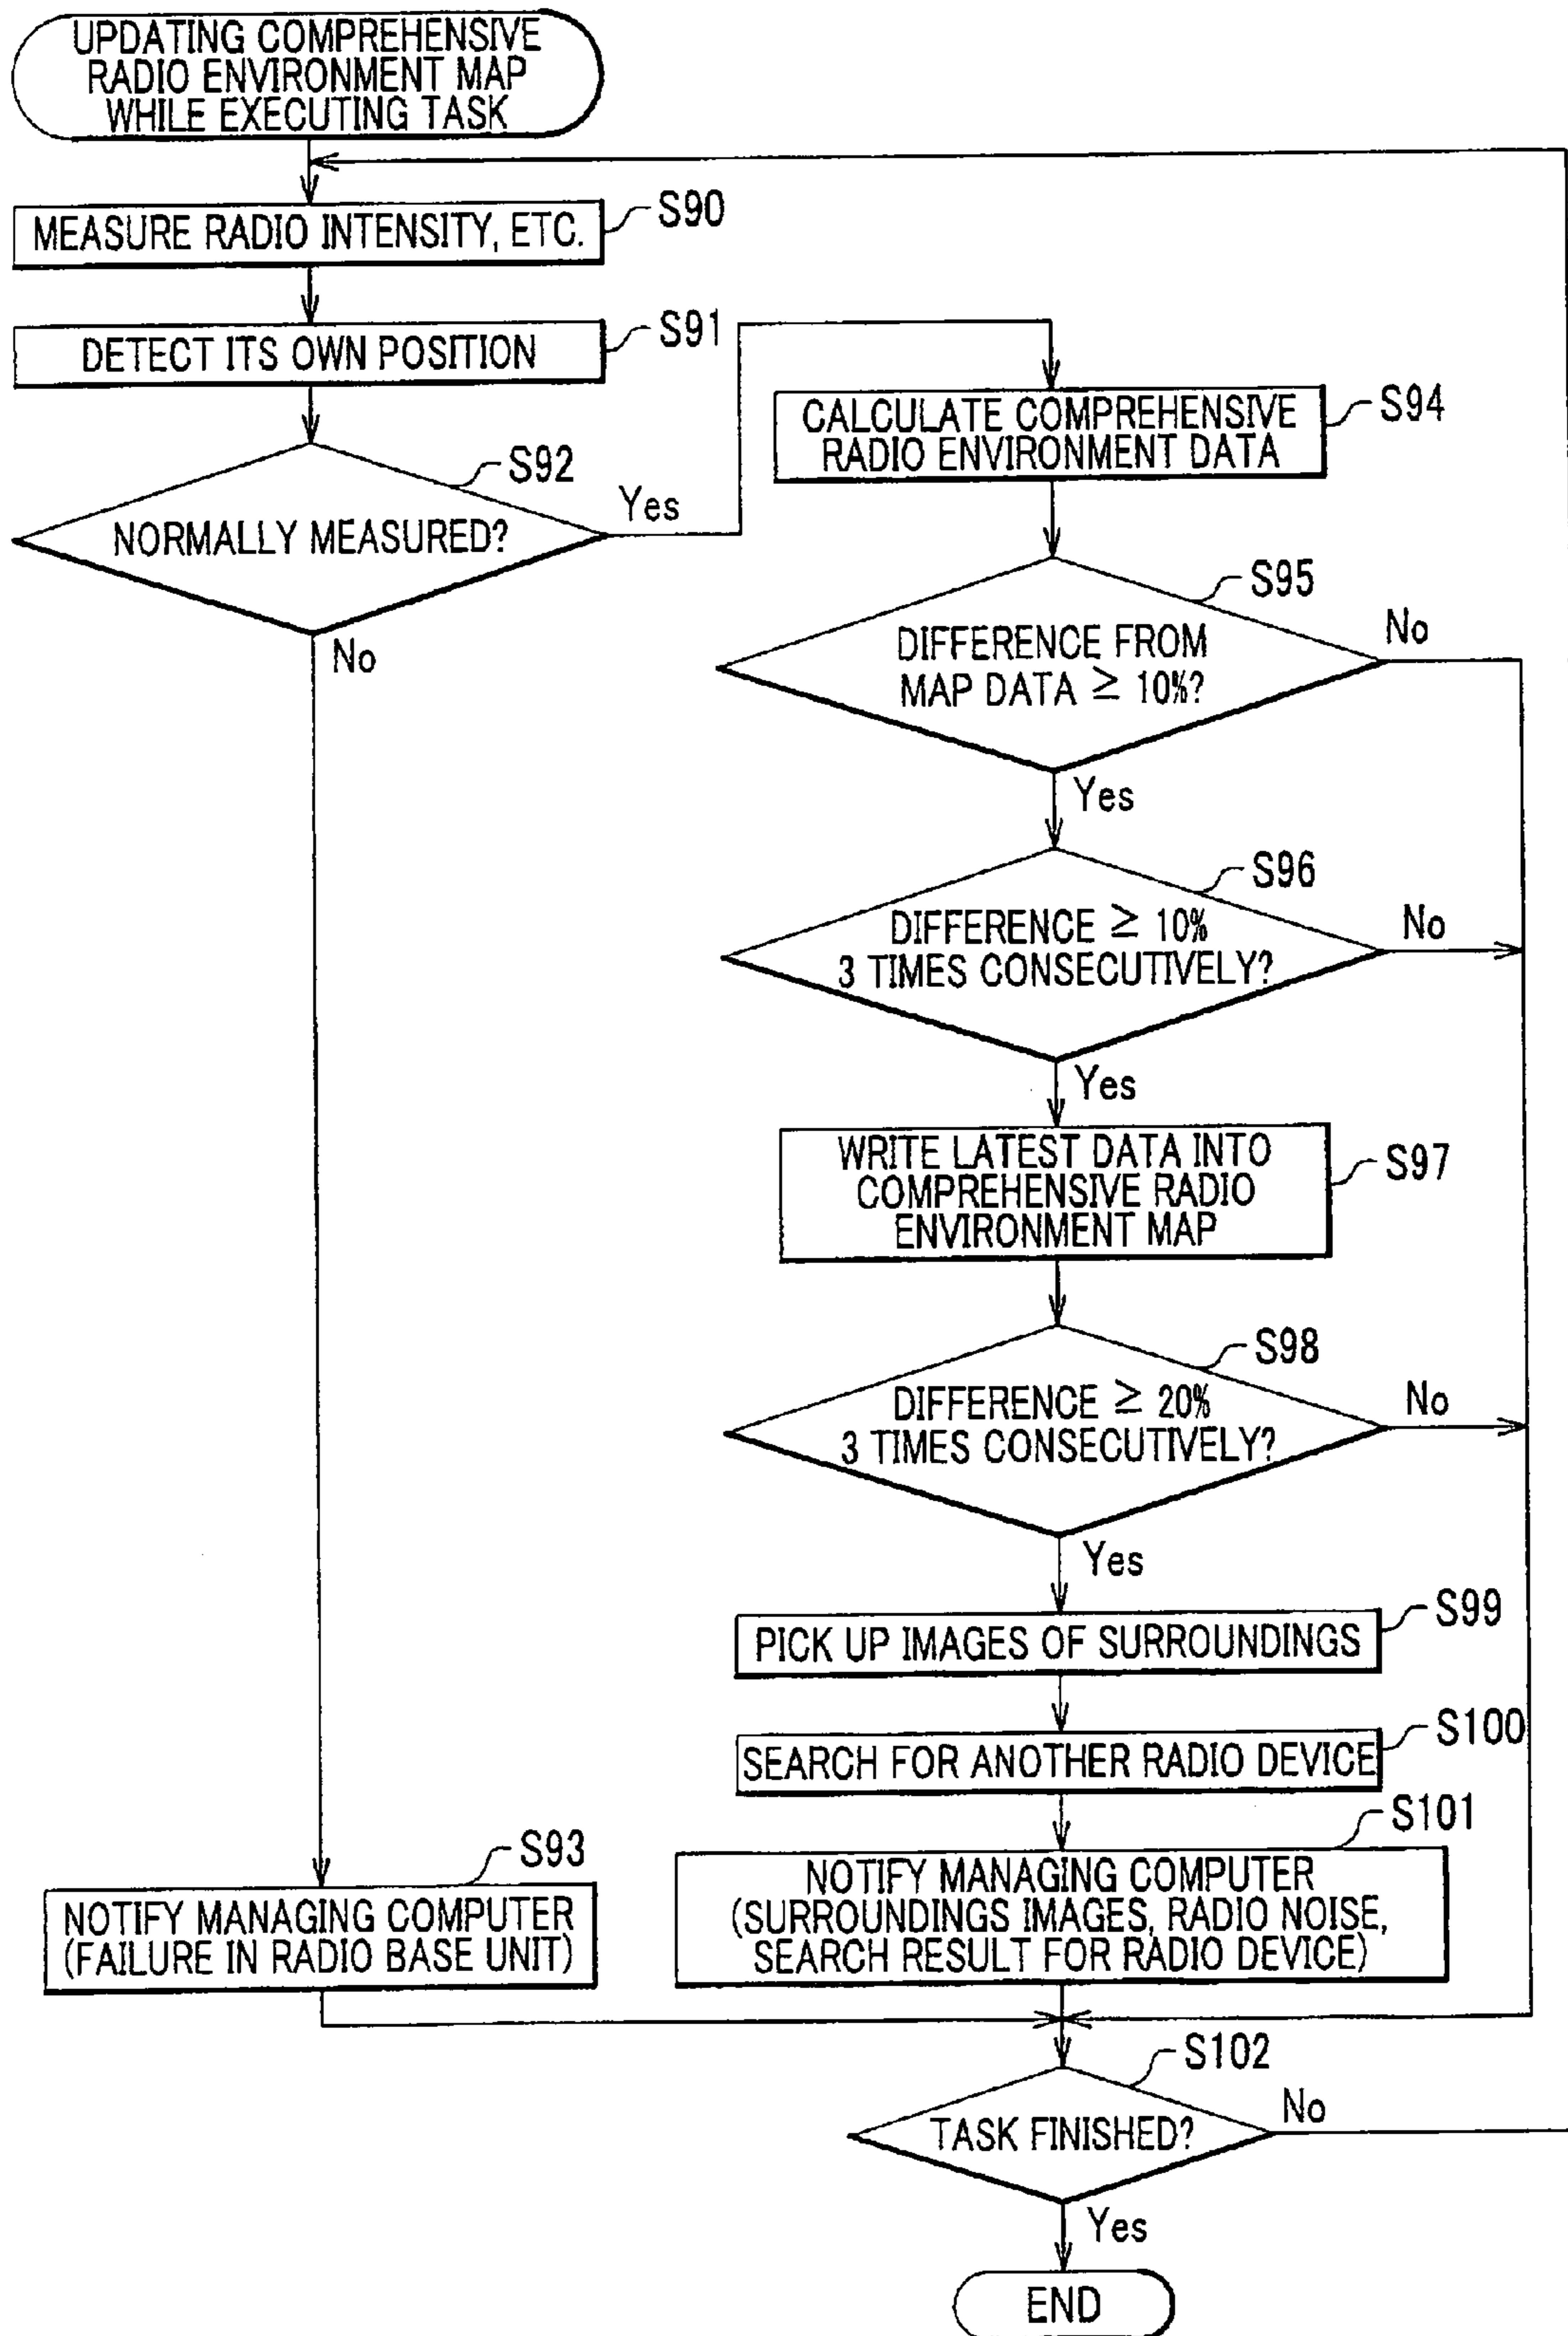 UPDATING COMPREHENSIVE
RADIO ENVIRONMENT MAP
WHILE EXECUTING TASK
MEASURE RADIO INTENSITY, ETC.
S90
DETECT ITS OWN POSITION
S91
NORMALLY MEASURED?
S92
Yes
No
CALCULATE COMPREHENSIVE
RADIO ENVIRONMENT DATA
S94
DIFFERENCE FROM
MAP DATA ≥ 10%?
S95
No
Yes
DIFFERENCE ≥ 10%
3 TIMES CONSECUTIVELY?
S96
No
Yes
WRITE LATEST DATA INTO
COMPREHENSIVE RADIO
ENVIRONMENT MAP
S97
DIFFERENCE ≥ 20%
3 TIMES CONSECUTIVELY?
S98
No
Yes
PICK UP IMAGES OF SURROUNDINGS
S99
SEARCH FOR ANOTHER RADIO DEVICE
S100
NOTIFY MANAGING COMPUTER
(FAILURE IN RADIO BASE UNIT)
S93
NOTIFY MANAGING COMPUTER
(SURROUNDINGS IMAGES, RADIO NOISE,
SEARCH RESULT FOR RADIO DEVICE)
S101
TASK FINISHED?
S102
No
Yes
END